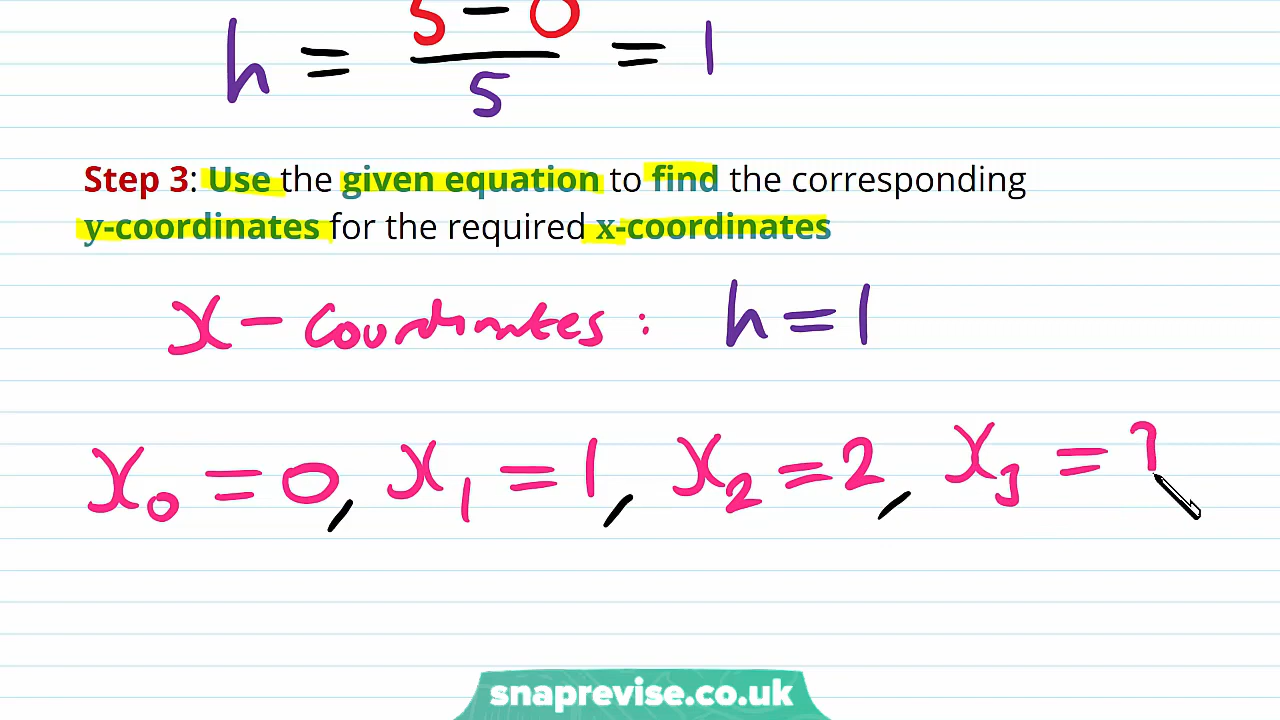 h = 5 - 0 / 5 = 1
Step 3: Use the given equation to find the corresponding
y-coordinates for the required x-coordinates
x - coordinates : h = 1
x₀ = 0, x₁ = 1, x₂ = 2, x₃ =
snaprevise.co.uk